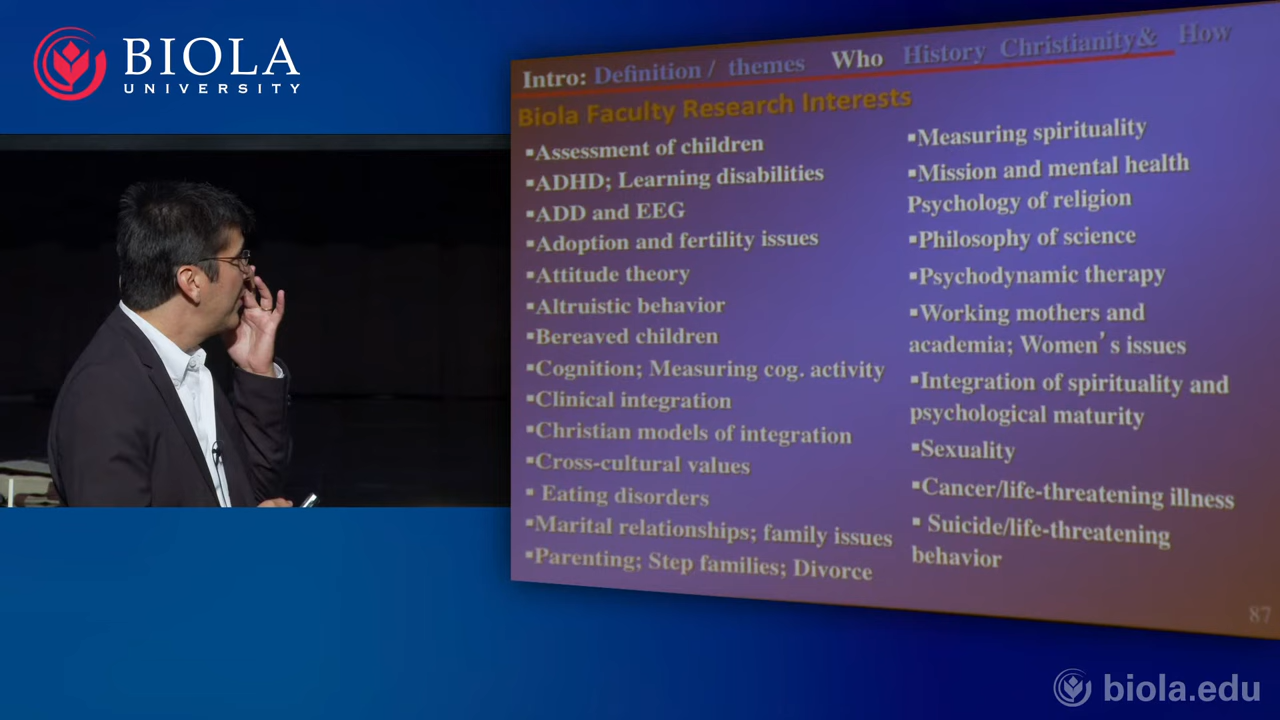 BIOLA
UNIVERSITY
Intro: Definition / themes Who History Christianity& How
Biola Faculty Research Interests
▪Assessment of children
▪ADHD; Learning disabilities
▪ADD and EEG
▪Adoption and fertility issues
▪Attitude theory
▪Altruistic behavior
▪Bereaved children
▪Cognition; Measuring cog. activity
▪Clinical integration
▪Christian models of integration
▪Cross-cultural values
▪ Eating disorders
▪Marital relationships; family issues
▪Parenting; Step families; Divorce
▪Measuring spirituality
▪Mission and mental health
Psychology of religion
▪Philosophy of science
▪Psychodynamic therapy
▪Working mothers and
academia; Women's issues
▪Integration of spirituality and
psychological maturity
▪Sexuality
▪Cancer/life-threatening illness
▪ Suicide/life-threatening
behavior
87
biola.edu